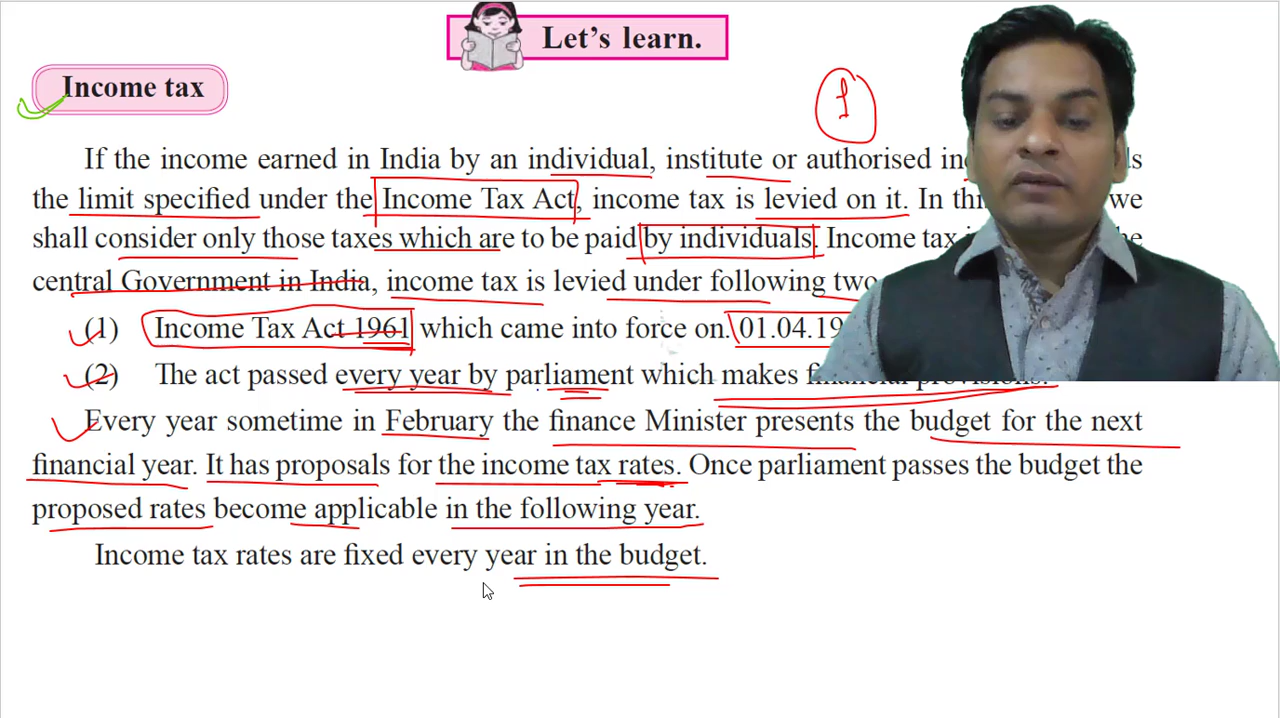 Let's learn.
Income tax
If the income earned in India by an individual, institute or authorised
the limit specified under the Income Tax Act, income tax is levied on it. In we
shall consider only those taxes which are to be paid by individuals. Income tax
central Government in India, income tax is levied under following two
(1) Income Tax Act 1961 which came into force on. 01.04.19
(2) The act passed every year by parliament which makes financial provisions.
Every year sometime in February the finance Minister presents the budget for the next
financial year. It has proposals for the income tax rates. Once parliament passes the budget the
proposed rates become applicable in the following year.
Income tax rates are fixed every year in the budget.